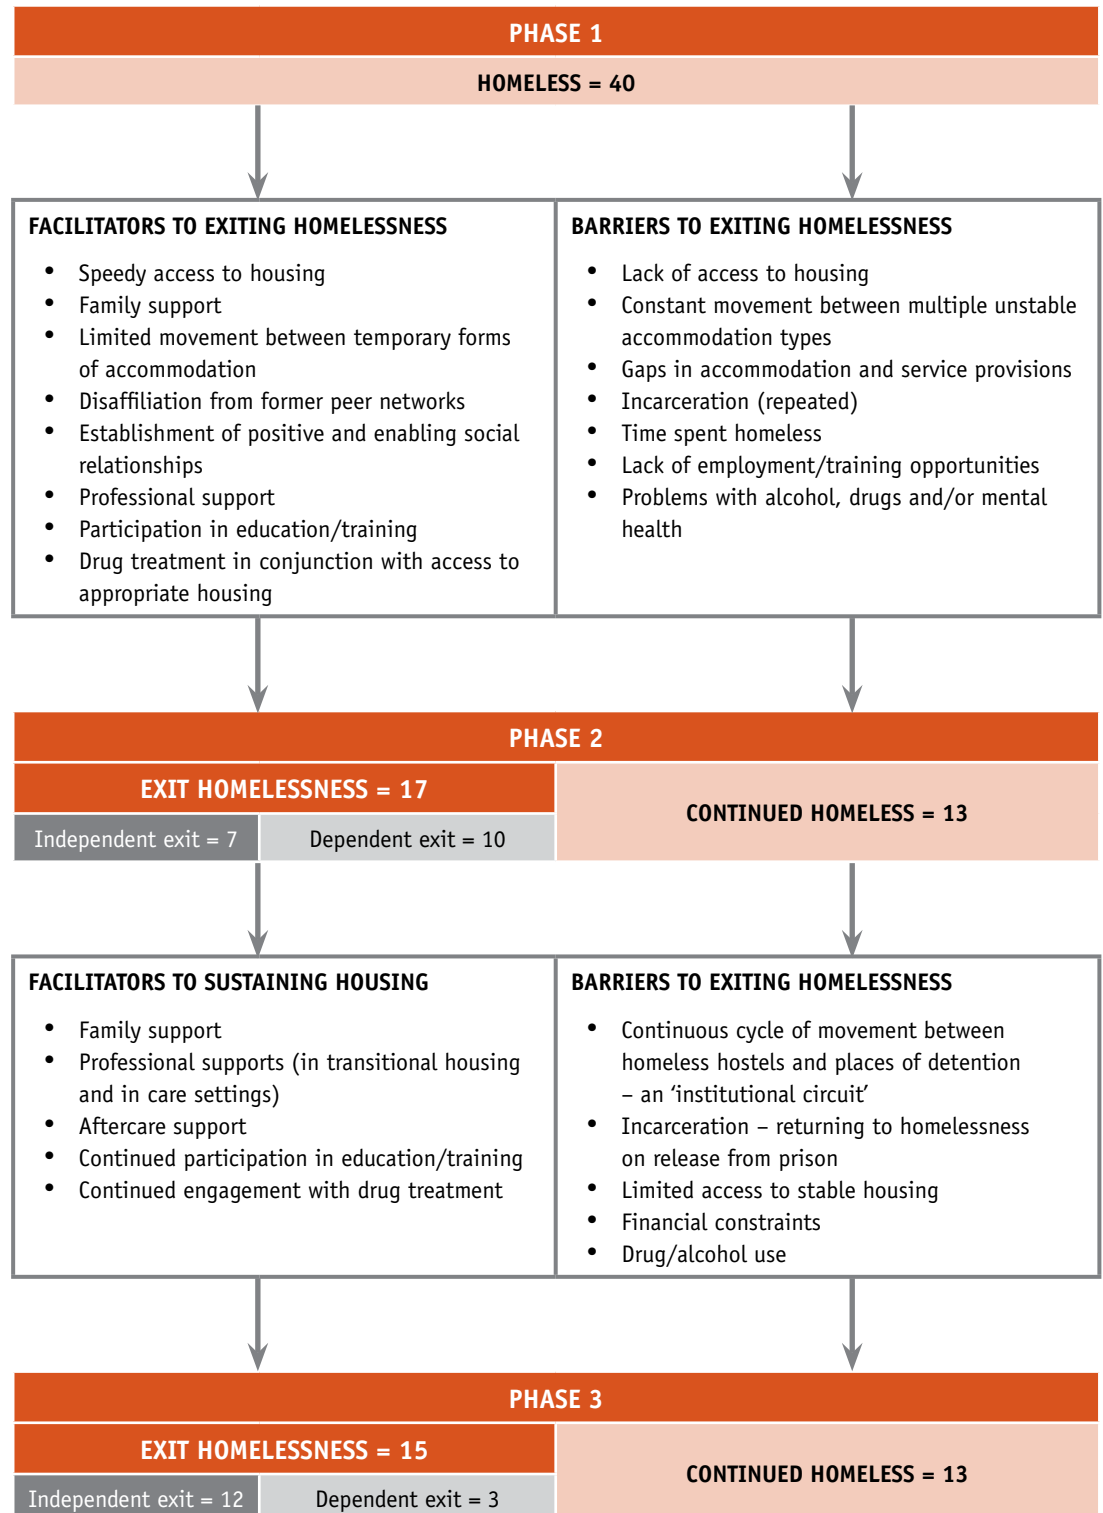 PHASE 1
HOMELESS = 40
FACILITATORS TO EXITING HOMELESSNESS
• Speedy access to housing
• Family support
• Limited movement between temporary forms
of accommodation
• Disaffiliation from former peer networks
• Establishment of positive and enabling social
relationships
• Professional support
• Participation in education/training
• Drug treatment in conjunction with access to
appropriate housing
BARRIERS TO EXITING HOMELESSNESS
• Lack of access to housing
• Constant movement between multiple unstable
accommodation types
• Gaps in accommodation and service provisions
• Incarceration (repeated)
• Time spent homeless
• Lack of employment/training opportunities
• Problems with alcohol, drugs and/or mental
health
PHASE 2
EXIT HOMELESSNESS = 17
Independent exit = 7
Dependent exit = 10
CONTINUED HOMELESS = 13
FACILITATORS TO SUSTAINING HOUSING
• Family support
• Professional supports (in transitional housing
and in care settings)
• Aftercare support
• Continued participation in education/training
• Continued engagement with drug treatment
BARRIERS TO EXITING HOMELESSNESS
• Continuous cycle of movement between
homeless hostels and places of detention
– an ‘institutional circuit’
• Incarceration – returning to homelessness
on release from prison
• Limited access to stable housing
• Financial constraints
• Drug/alcohol use
PHASE 3
EXIT HOMELESSNESS = 15
Independent exit = 12
Dependent exit = 3
CONTINUED HOMELESS = 13